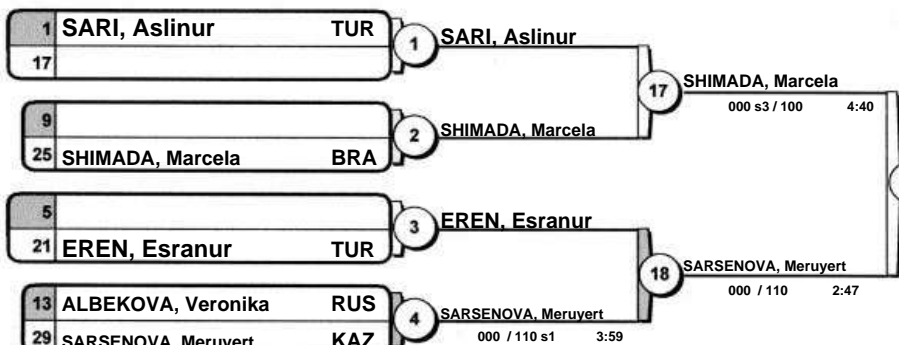 1 SARI, Aslinur TUR
17
1
SARI, Aslinur
9
25 SHIMADA, Marcela BRA
2
SHIMADA, Marcela
17
SHIMADA, Marcela
000 s3 / 100 4:40
5
21 EREN, Esranur TUR
3
EREN, Esranur
13 ALBEKOVA, Veronika RUS
29 SARSENOVA, Meruyert KAZ
4
SARSENOVA, Meruyert
000 / 110 s1 3:59
18
SARSENOVA, Meruyert
000 / 110 2:47